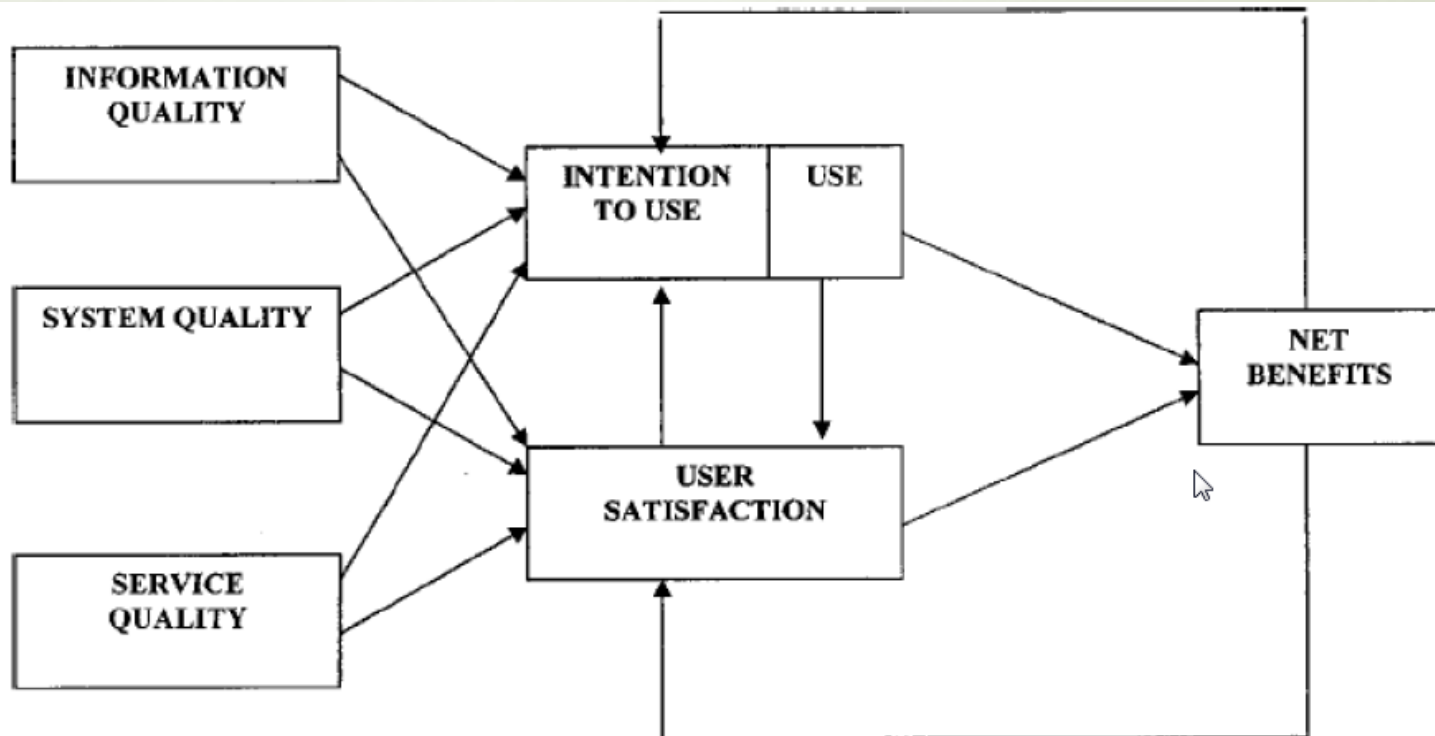 INFORMATION
QUALITY
INTENTION
TO USE
USE
SYSTEM QUALITY
NET
BENEFITS
USER
SATISFACTION
SERVICE
QUALITY